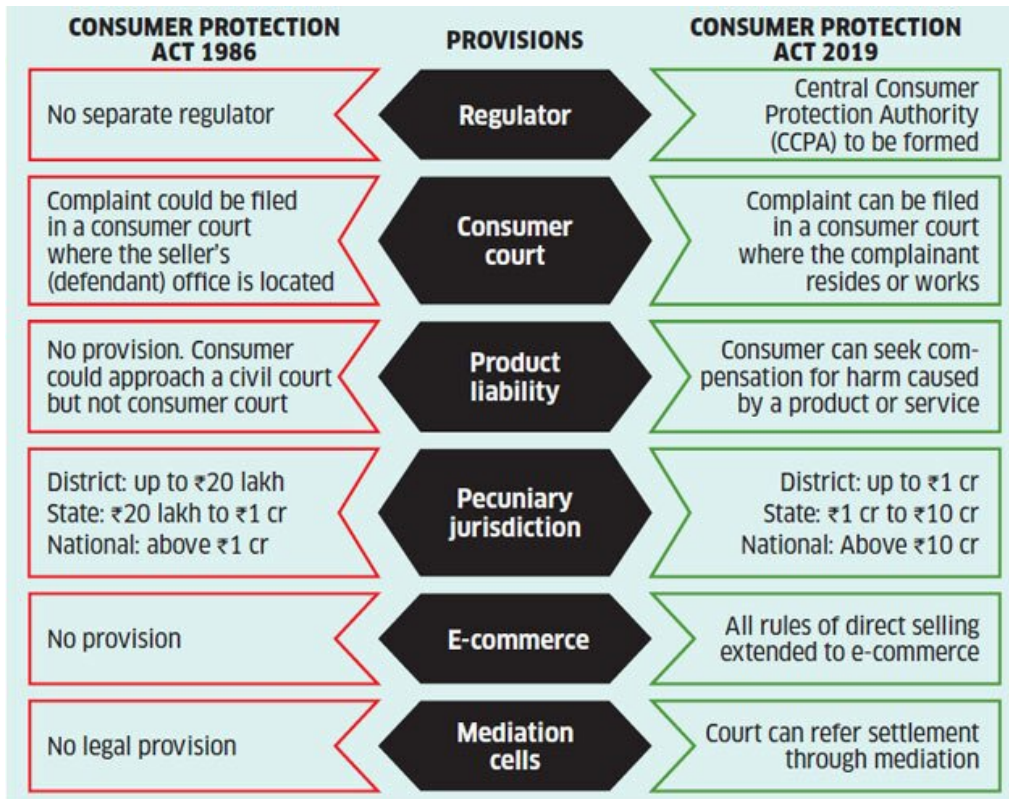 CONSUMER PROTECTION
ACT 1986
PROVISIONS
CONSUMER PROTECTION
ACT 2019
No separate regulator
Regulator
Central Consumer
Protection Authority
(CCPA) to be formed
Complaint could be filed
in a consumer court
where the seller's
(defendant) office is located
Consumer
court
Complaint can be filed
in a consumer court
where the complainant
resides or works
No provision. Consumer
could approach a civil court
but not consumer court
Product
liability
Consumer can seek com-
pensation for harm caused
by a product or service
District: up to ₹20 lakh
State: ₹20 lakh to ₹1 cr
National: above ₹1 cr
Pecuniary
jurisdiction
District: up to ₹1 cr
State: ₹1 cr to ₹10 cr
National: Above ₹10 cr
No provision
E-commerce
All rules of direct selling
extended to e-commerce
No legal provision
Mediation
cells
Court can refer settlement
through mediation